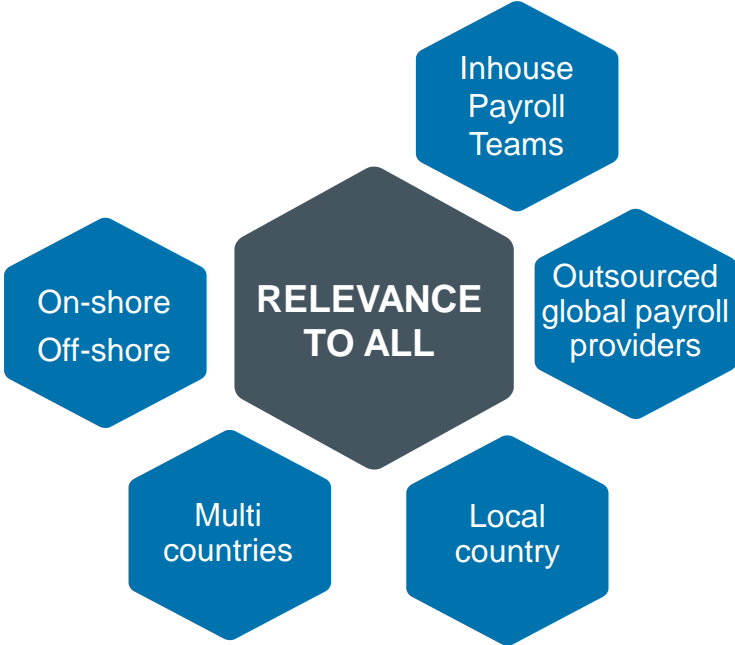 Inhouse
Payroll
Teams
RELEVANCE
TO ALL
Outsourced
global payroll
providers
On-shore
Off-shore
Multi
countries
Local
country